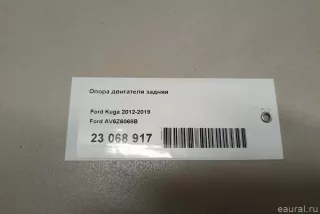 Опора двигателя задняя
Ford Kuga 2012-2019
Ford AV6Z6068B
23 068 917
eaural.ru